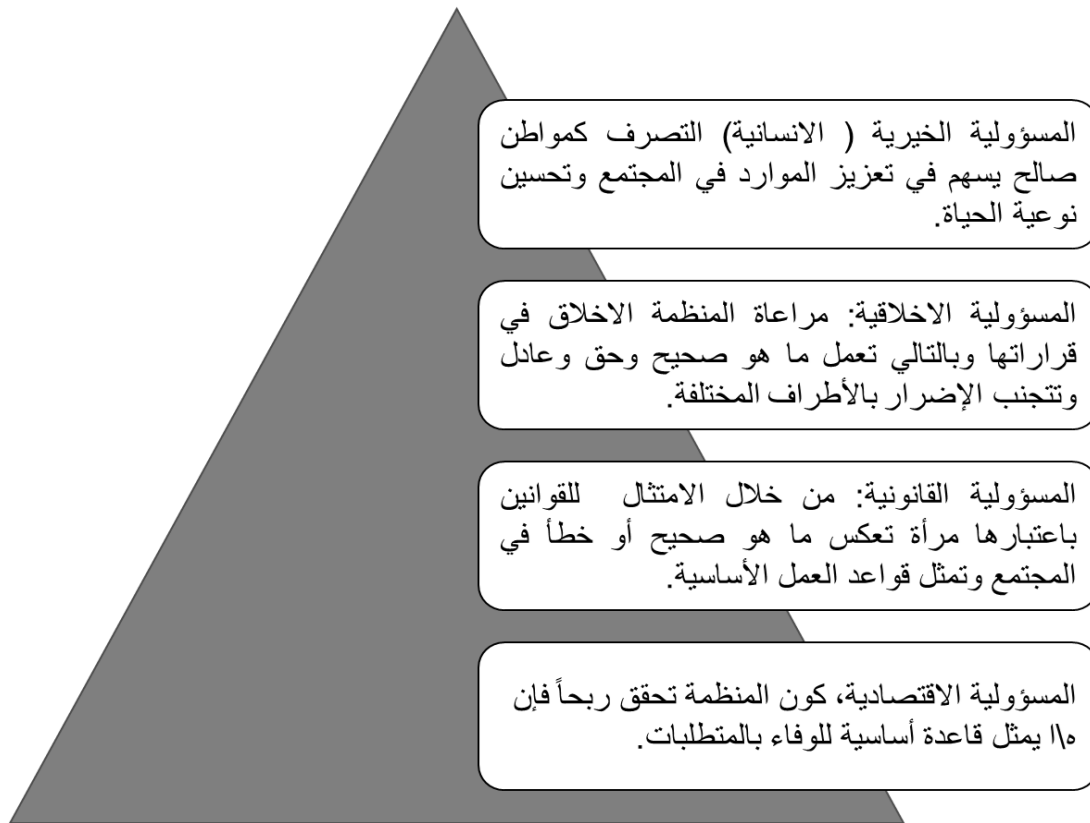 المسؤولية الخيرية ( الانسانية) التصرف كمواطن
صالح يسهم في تعزيز الموارد في المجتمع وتحسين
نوعية الحياة.
المسؤولية الاخلاقية: مراعاة المنظمة الاخلاق في
قراراتها وبالتالي تعمل ما هو صحيح وحق وعادل
وتتجنب الإضرار بالأطراف المختلفة.
المسؤولية القانونية: من خلال الامتثال للقوانين
باعتبارها مرأة تعكس ما هو صحيح أو خطأ في
المجتمع وتمثل قواعد العمل الأساسية.
المسؤولية الاقتصادية، كون المنظمة تحقق ربحاً فإن
ه\ا يمثل قاعدة أساسية للوفاء بالمتطلبات.